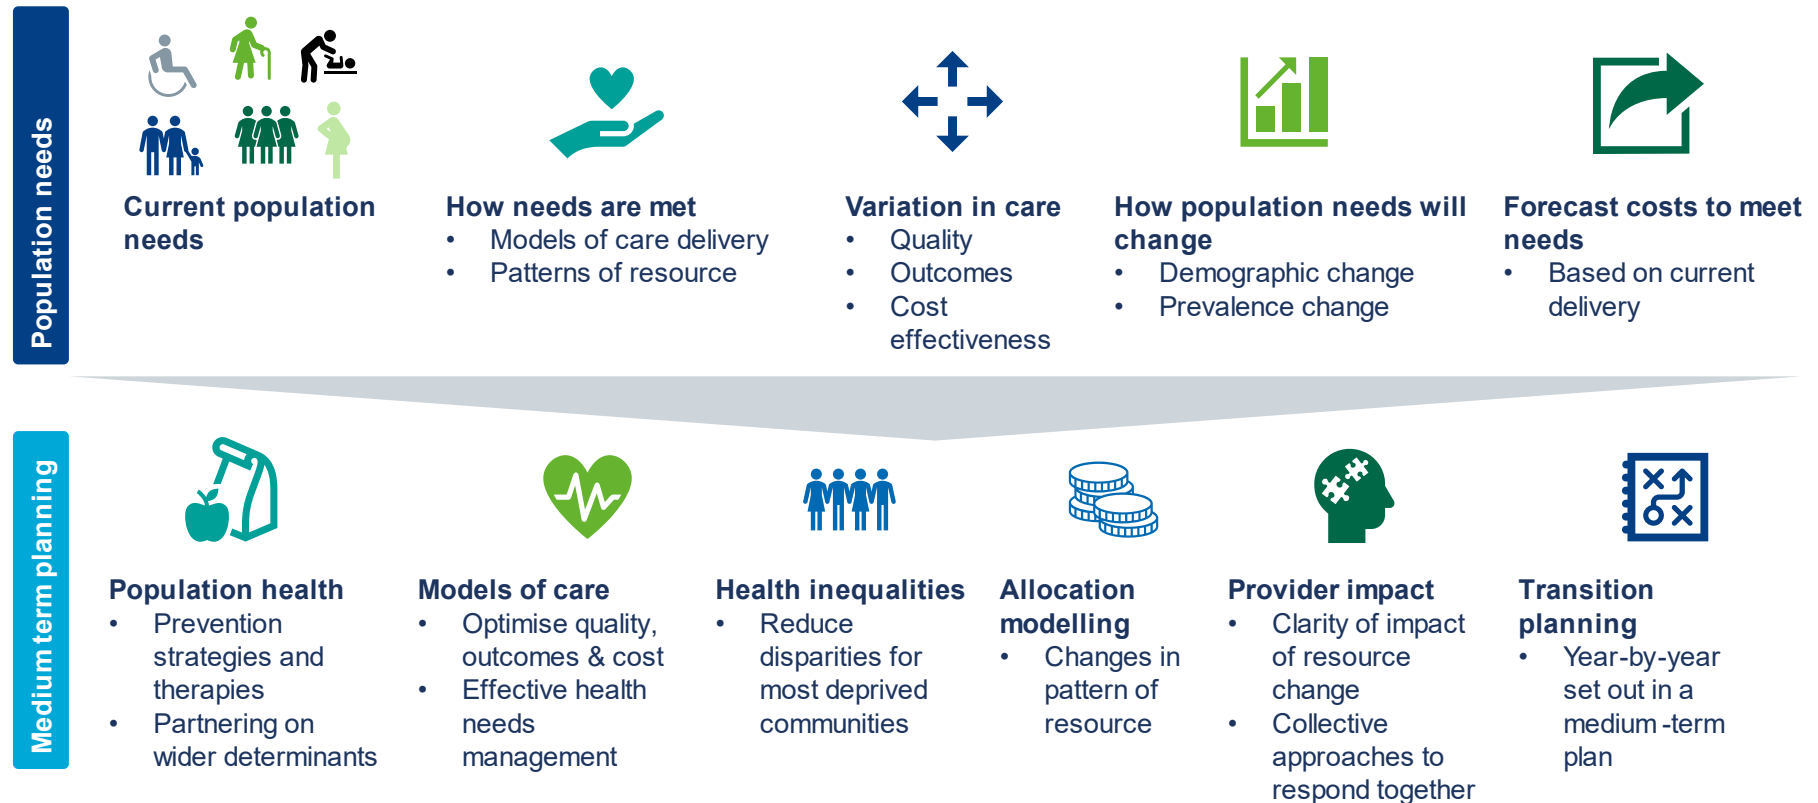 Population needs
Current population
needs
How needs are met
• Models of care delivery
• Patterns of resource
Variation in care
• Quality
• Outcomes
• Cost
effectiveness
How population needs will
change
• Demographic change
• Prevalence change
Forecast costs to meet
needs
• Based on current
delivery
Medium term planning
Population health
• Prevention
strategies and
therapies
• Partnering on
wider determinants
Models of care
• Optimise quality,
outcomes & cost
• Effective health
needs
management
Health inequalities
• Reduce
disparities for
most deprived
communities
Allocation
modelling
• Changes in
pattern of
resource
Provider impact
• Clarity of impact
of resource
change
• Collective
approaches to
respond together
Transition
planning
• Year-by-year
set out in a
medium-term
plan